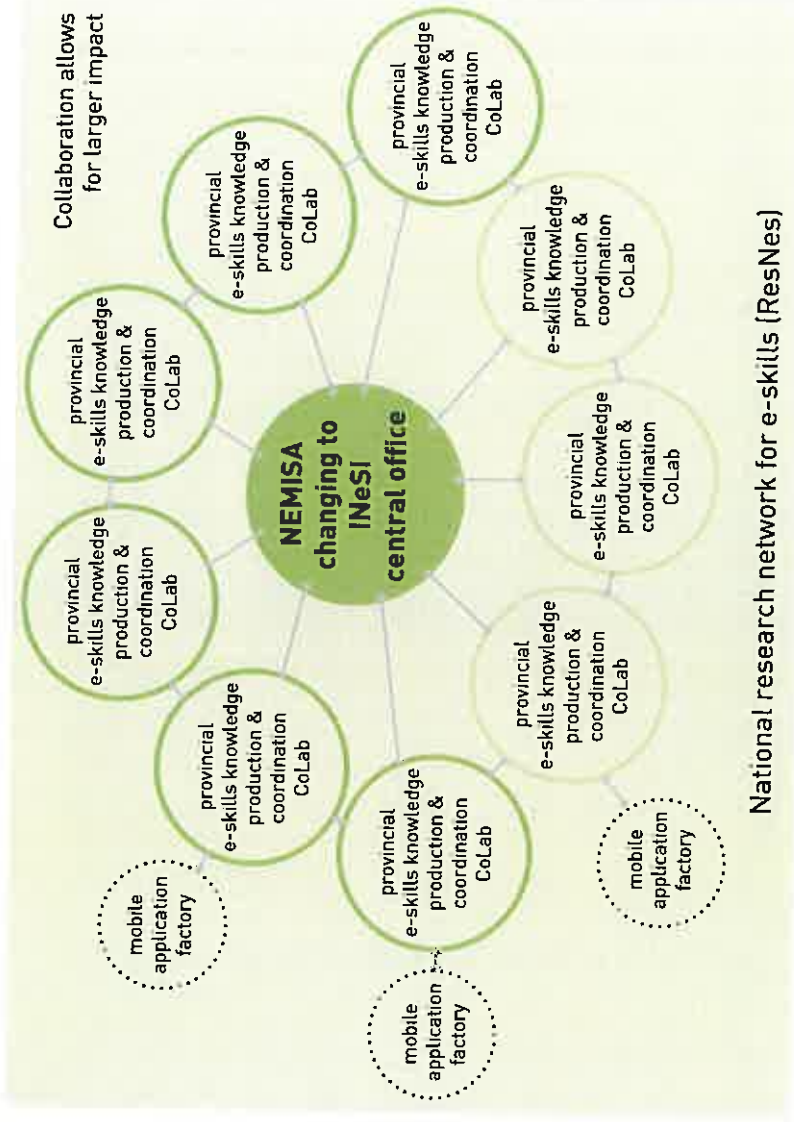 Collaboration allows
for larger impact
provincial
e-skills knowledge
production &
coordination
CoLab
provincial
e-skills knowledge
production &
coordination
CoLab
mobile
application
factory
provincial
e-skills knowledge
production &
coordination
CoLab
provincial
e-skills knowledge
production &
coordination
CoLab
NEMISA
changing to
INeSI
central office
mobile
application
factory
provincial
e-skills knowledge
production &
coordination
CoLab
provincial
e-skills knowledge
production &
coordination
CoLab
provincial
e-skills knowledge
production &
coordination
CoLab
provincial
e-skills knowledge
production &
coordination
CoLab
provincial
e-skills knowledge
production &
coordination
CoLab
mobile
application
factory
National research network for e-skills (ResNes)